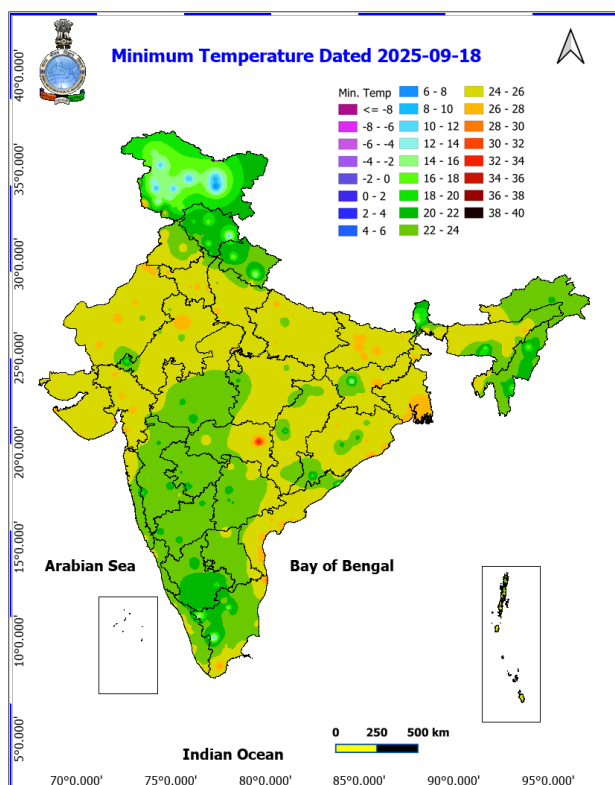 Minimum Temperature Dated 2025-09-18
Min. Temp
<= -8
-8 - -6
-6 - -4
-4 - -2
-2 - 0
0 - 2
2 - 4
4 - 6
6 - 8
8 - 10
10 - 12
12 - 14
14 - 16
16 - 18
18 - 20
20 - 22
22 - 24
24 - 26
26 - 28
28 - 30
30 - 32
32 - 34
34 - 36
36 - 38
38 - 40
40°0.000'
35°0.000'
30°0.000'
25°0.000'
20°0.000'
15°0.000'
10°0.000'
5°0.000'
Arabian Sea
Bay of Bengal
Indian Ocean
0 250 500 km
70°0.000' 75°0.000' 80°0.000' 85°0.000' 90°0.000' 95°0.000'